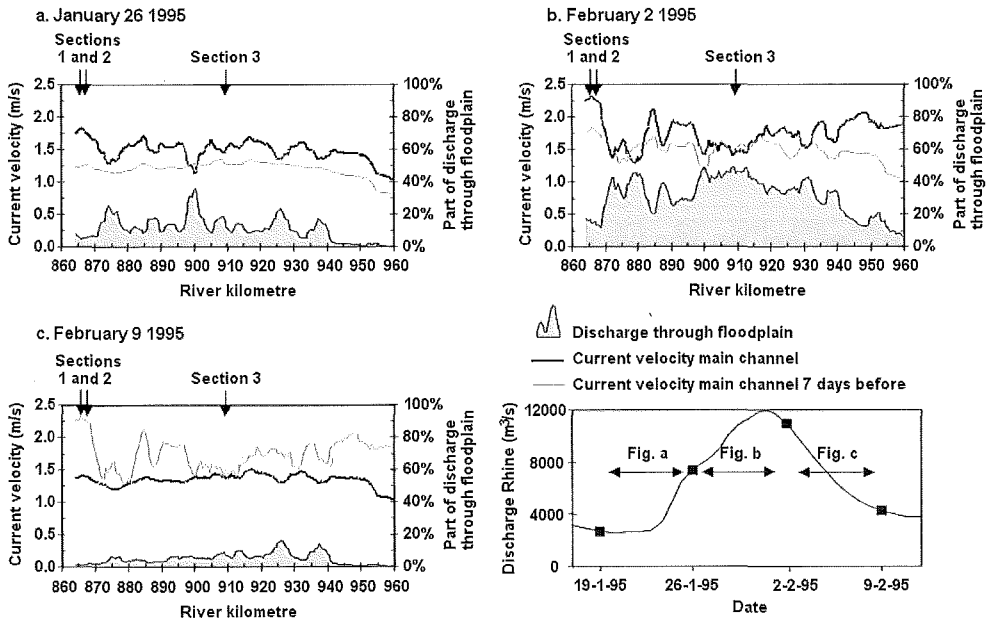 a. January 26 1995
Sections
1 and 2
Section 3
Current velocity (m/s)
2.5
2.0
1.5
1.0
0.5
0.0
100%
80%
60%
40%
20%
0%
Part of discharge
through floodplain
860 870 880 890 900 910 920 930 940 950 960
River kilometre
b. February 2 1995
Sections
1 and 2
Section 3
Current velocity (m/s)
2.5
2.0
1.5
1.0
0.5
0.0
100%
80%
60%
40%
20%
0%
Part of discharge
through floodplain
860 870 880 890 900 910 920 930 940 950 960
River kilometre
c. February 9 1995
Sections
1 and 2
Section 3
Current velocity (m/s)
2.5
2.0
1.5
1.0
0.5
0.0
100%
80%
60%
40%
20%
0%
Part of discharge
through floodplain
860 870 880 890 900 910 920 930 940 950 960
River kilometre
Discharge through floodplain
Current velocity main channel
Current velocity main channel 7 days before
Discharge Rhine (m³/s)
12000
8000
4000
0
Fig. a
Fig. b
Fig. c
19-1-95 26-1-95 2-2-95 9-2-95
Date